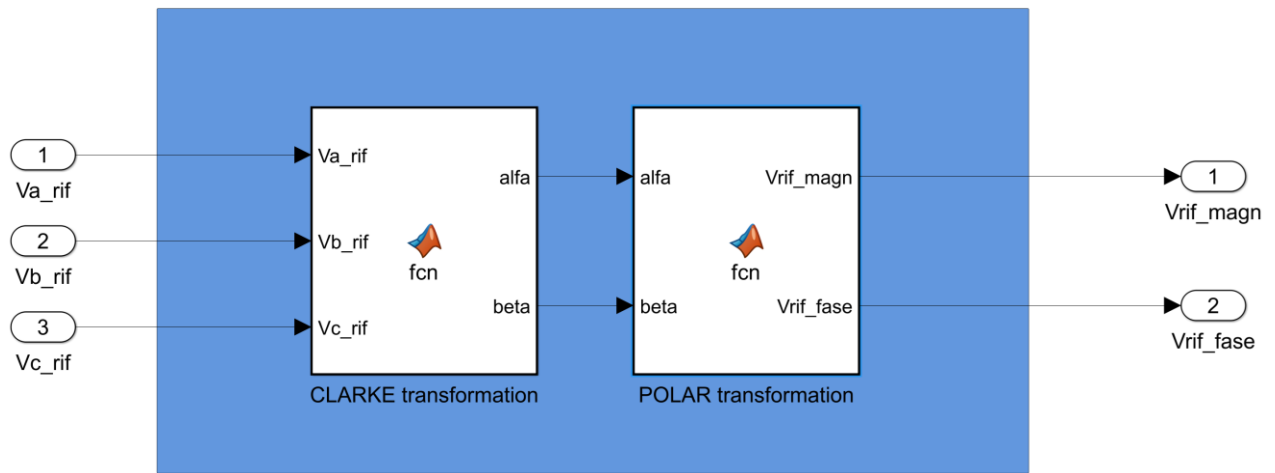 1
Va_rif
2
Vb_rif
3
Vc_rif
Va_rif
Vb_rif
Vc_rif
fcn
alfa
beta
CLARKE transformation
alfa
beta
fcn
Vrif_magn
Vrif_fase
POLAR transformation
1
Vrif_magn
2
Vrif_fase